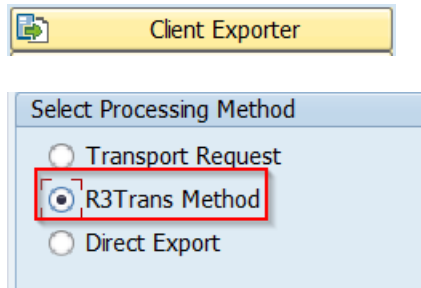 Client Exporter
Select Processing Method
Transport Request
R3Trans Method
Direct Export